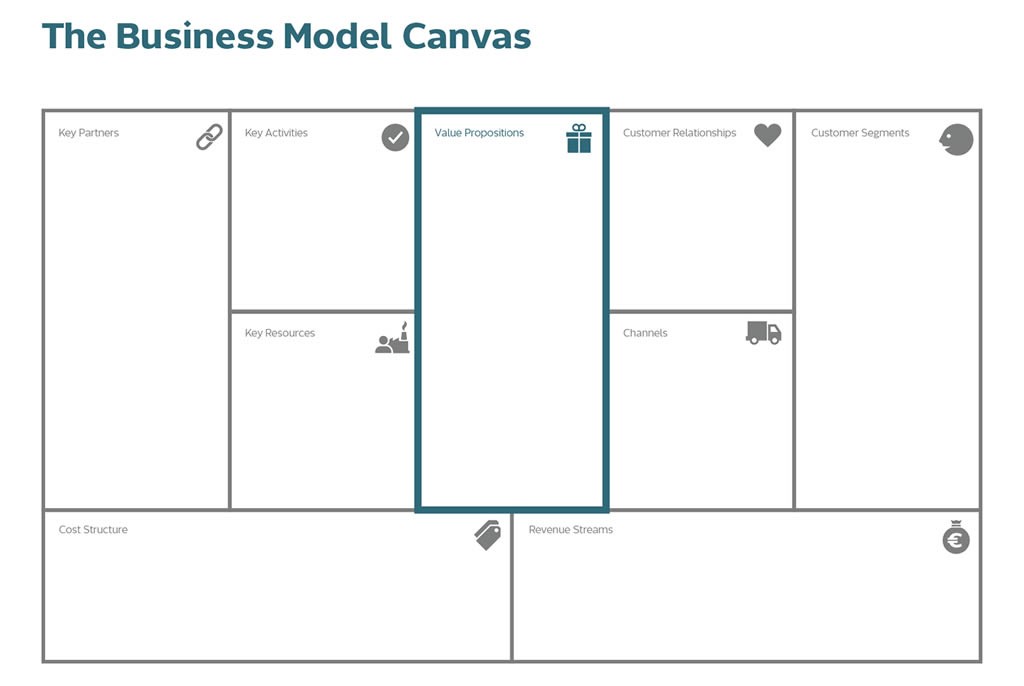 The Business Model Canvas
Key Partners
Key Activities
Value Propositions
Customer Relationships
Customer Segments
Key Resources
Channels
Cost Structure
Revenue Streams
€